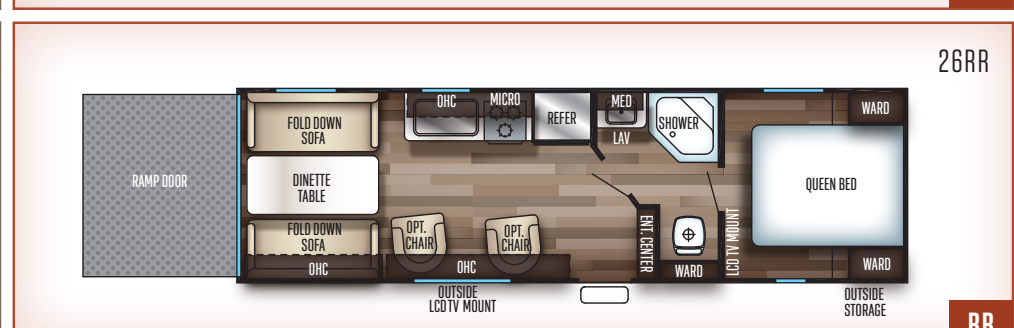 26RR
OHC
MICRO
MED
WARD
REFER
LAV
SHOWER
FOLD DOWN
SOFA
RAMP DOOR
DINETTE
TABLE
QUEEN BED
FOLD DOWN
SOFA
OHC
OPT.
CHAIR
OPT.
CHAIR
OHC
ENT. CENTER
WARD
LCD TV MOUNT
WARD
OUTSIDE
LCD TV MOUNT
OUTSIDE
STORAGE
RR